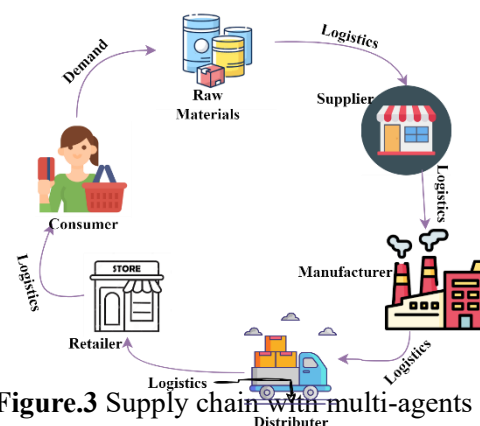 Demand
Logistics
Raw
Materials
Supplier
Logistics
Consumer
Manufacturer
STORE
Logistics
Retailer
Logistics
Logistics
Distributer
Figure.3 Supply chain with multi-agents